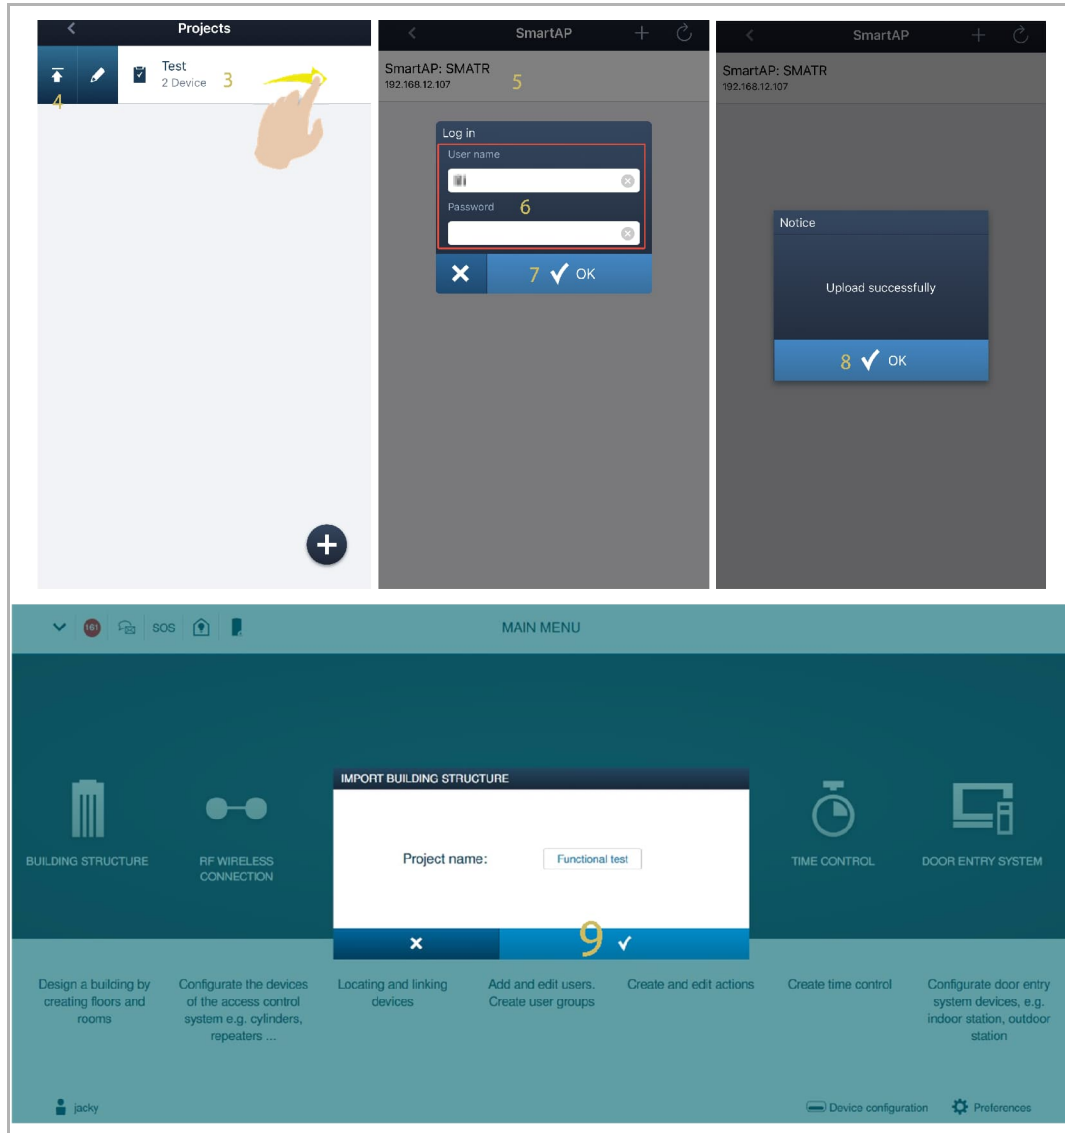 Projects
Test
2 Device
3
4
SmartAP
SmartAP: SMATR
192.168.12.107
5
Log in
User name
Password
6
7
OK
SmartAP
SmartAP: SMATR
192.168.12.107
Notice
Upload successfully
8
OK
161
SOS
MAIN MENU
IMPORT BUILDING STRUCTURE
Project name:
Functional test
9
BUILDING STRUCTURE
RF WIRELESS
CONNECTION
TIME CONTROL
DOOR ENTRY SYSTEM
Design a building by
creating floors and
rooms
Configurate the devices
of the access control
system e.g. cylinders,
repeaters ...
Locating and linking
devices
Add and edit users.
Create user groups
Create and edit actions
Create time control
Configurate door entry
system devices, e.g.
indoor station, outdoor
station
jacky
Device configuration
Preferences